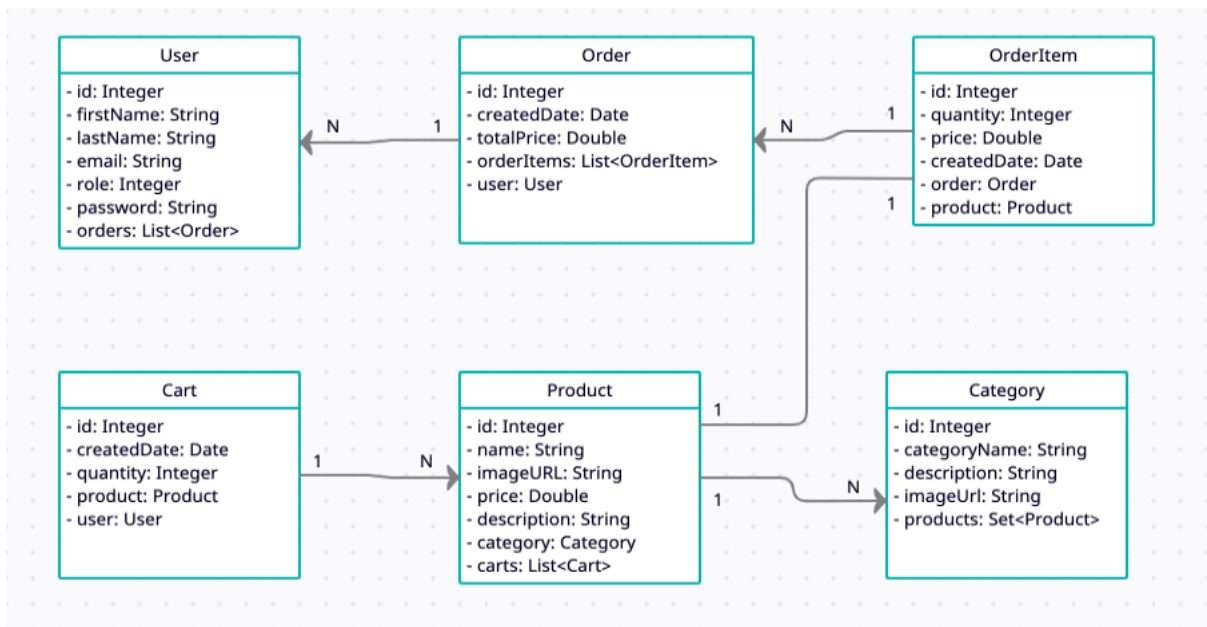 User
- id: Integer
- firstName: String
- lastName: String
- email: String
- role: Integer
- password: String
- orders: List<Order>
N
1
Order
- id: Integer
- createdDate: Date
- totalPrice: Double
- orderItems: List<OrderItem>
- user: User
N
1
OrderItem
- id: Integer
- quantity: Integer
- price: Double
- createdDate: Date
- order: Order
- product: Product
1
Cart
- id: Integer
- createdDate: Date
- quantity: Integer
- product: Product
- user: User
1
N
Product
- id: Integer
- name: String
- imageURL: String
- price: Double
- description: String
- category: Category
- carts: List<Cart>
1
1
N
Category
- id: Integer
- categoryName: String
- description: String
- imageUrl: String
- products: Set<Product>